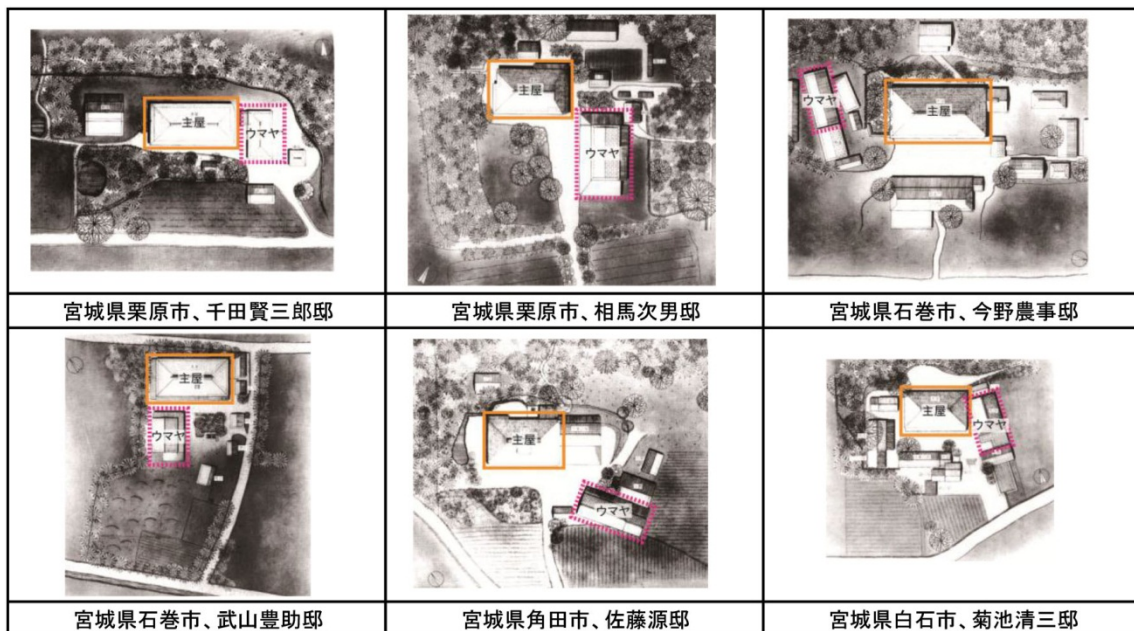 主屋
ウマヤ
主屋
ウマヤ
ウマヤ
主屋
宮城県栗原市、千田賢三郎邸
宮城県栗原市、相馬次男邸
宮城県石巻市、今野農事邸
主屋
ウマヤ
主屋
ウマヤ
主屋
ウマヤ
宮城県石巻市、武山豊助邸
宮城県角田市、佐藤源邸
宮城県白石市、菊池清三邸